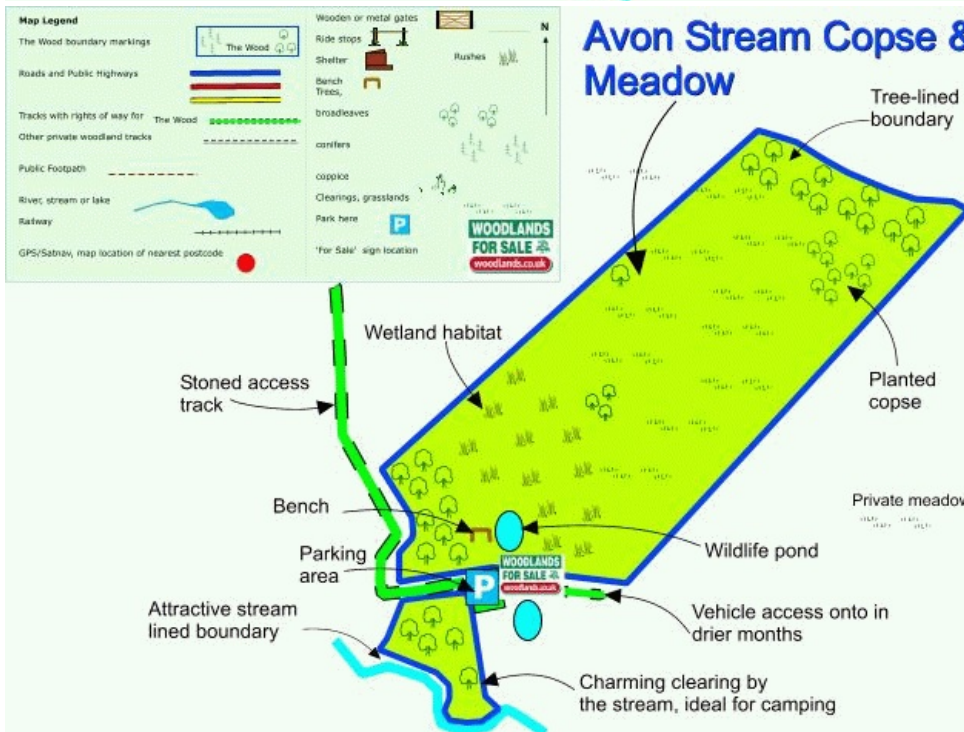 Map Legend
The Wood boundary markings
The Wood
Roads and Public Highways
Tracks with rights of way for The Wood
Other private woodland tracks
Public Footpath
River, stream or lake
Railway
GPS/Satnav, map location of nearest postcode
Wooden or metal gates
Ride stops
Shelter
Rushes
Bench
Trees,
broadleaves
conifers
coppice
Clearings, grasslands
Park here
P
'For Sale' sign location
WOODLANDS
FOR SALE
woodlands.co.uk
N
Avon Stream Copse &
Meadow
Tree-lined
boundary
Wetland habitat
Stoned access
track
Planted
copse
Private meadow
Bench
Wildlife pond
Parking
area
P
WOODLANDS
FOR SALE
woodlands.co.uk
Attractive stream
lined boundary
Vehicle access onto in
drier months
Charming clearing by
the stream, ideal for camping